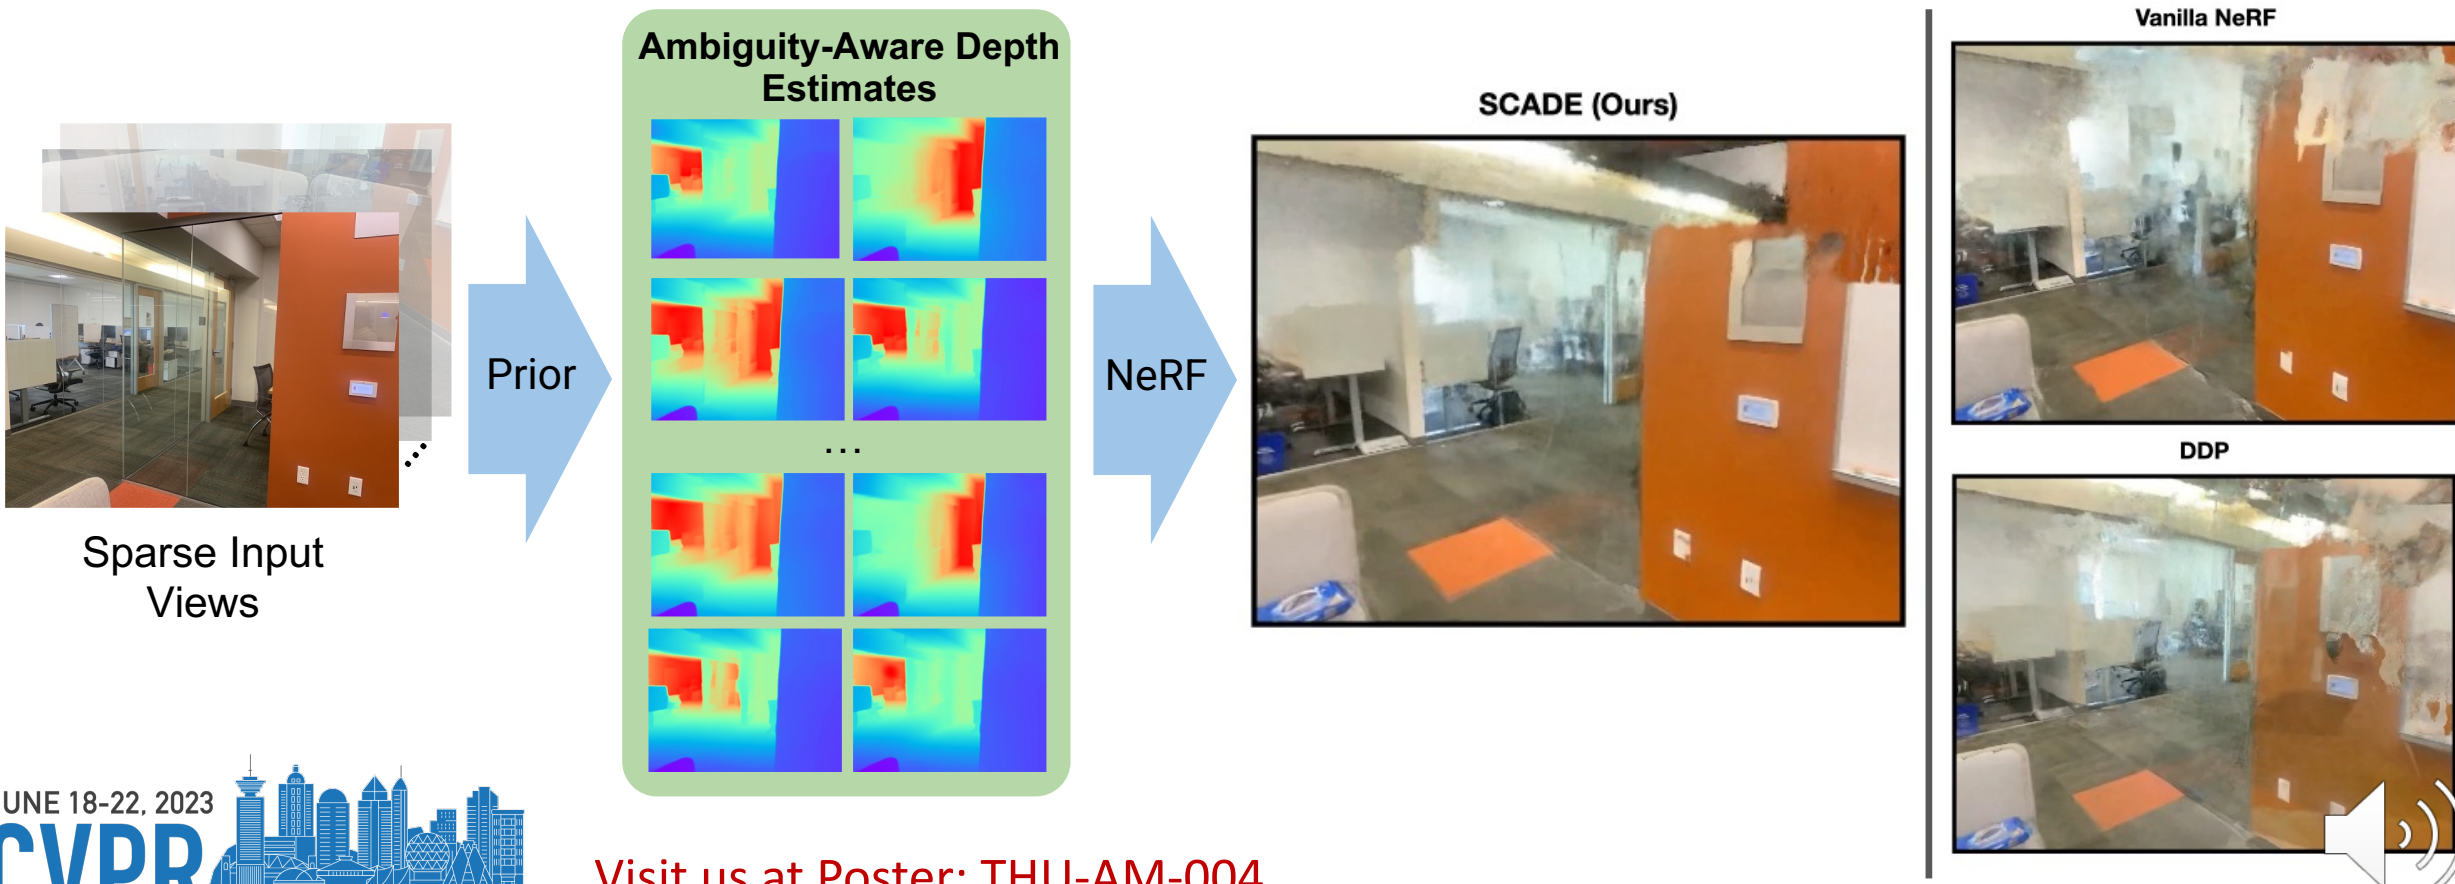 Ambiguity-Aware Depth
Estimates
SCADE (Ours)
Vanilla NeRF
Prior
...
NeRF
DDP
Sparse Input
Views
UNE 18-22, 2023
CVPR
Visit us at Poster: THU-AM-004